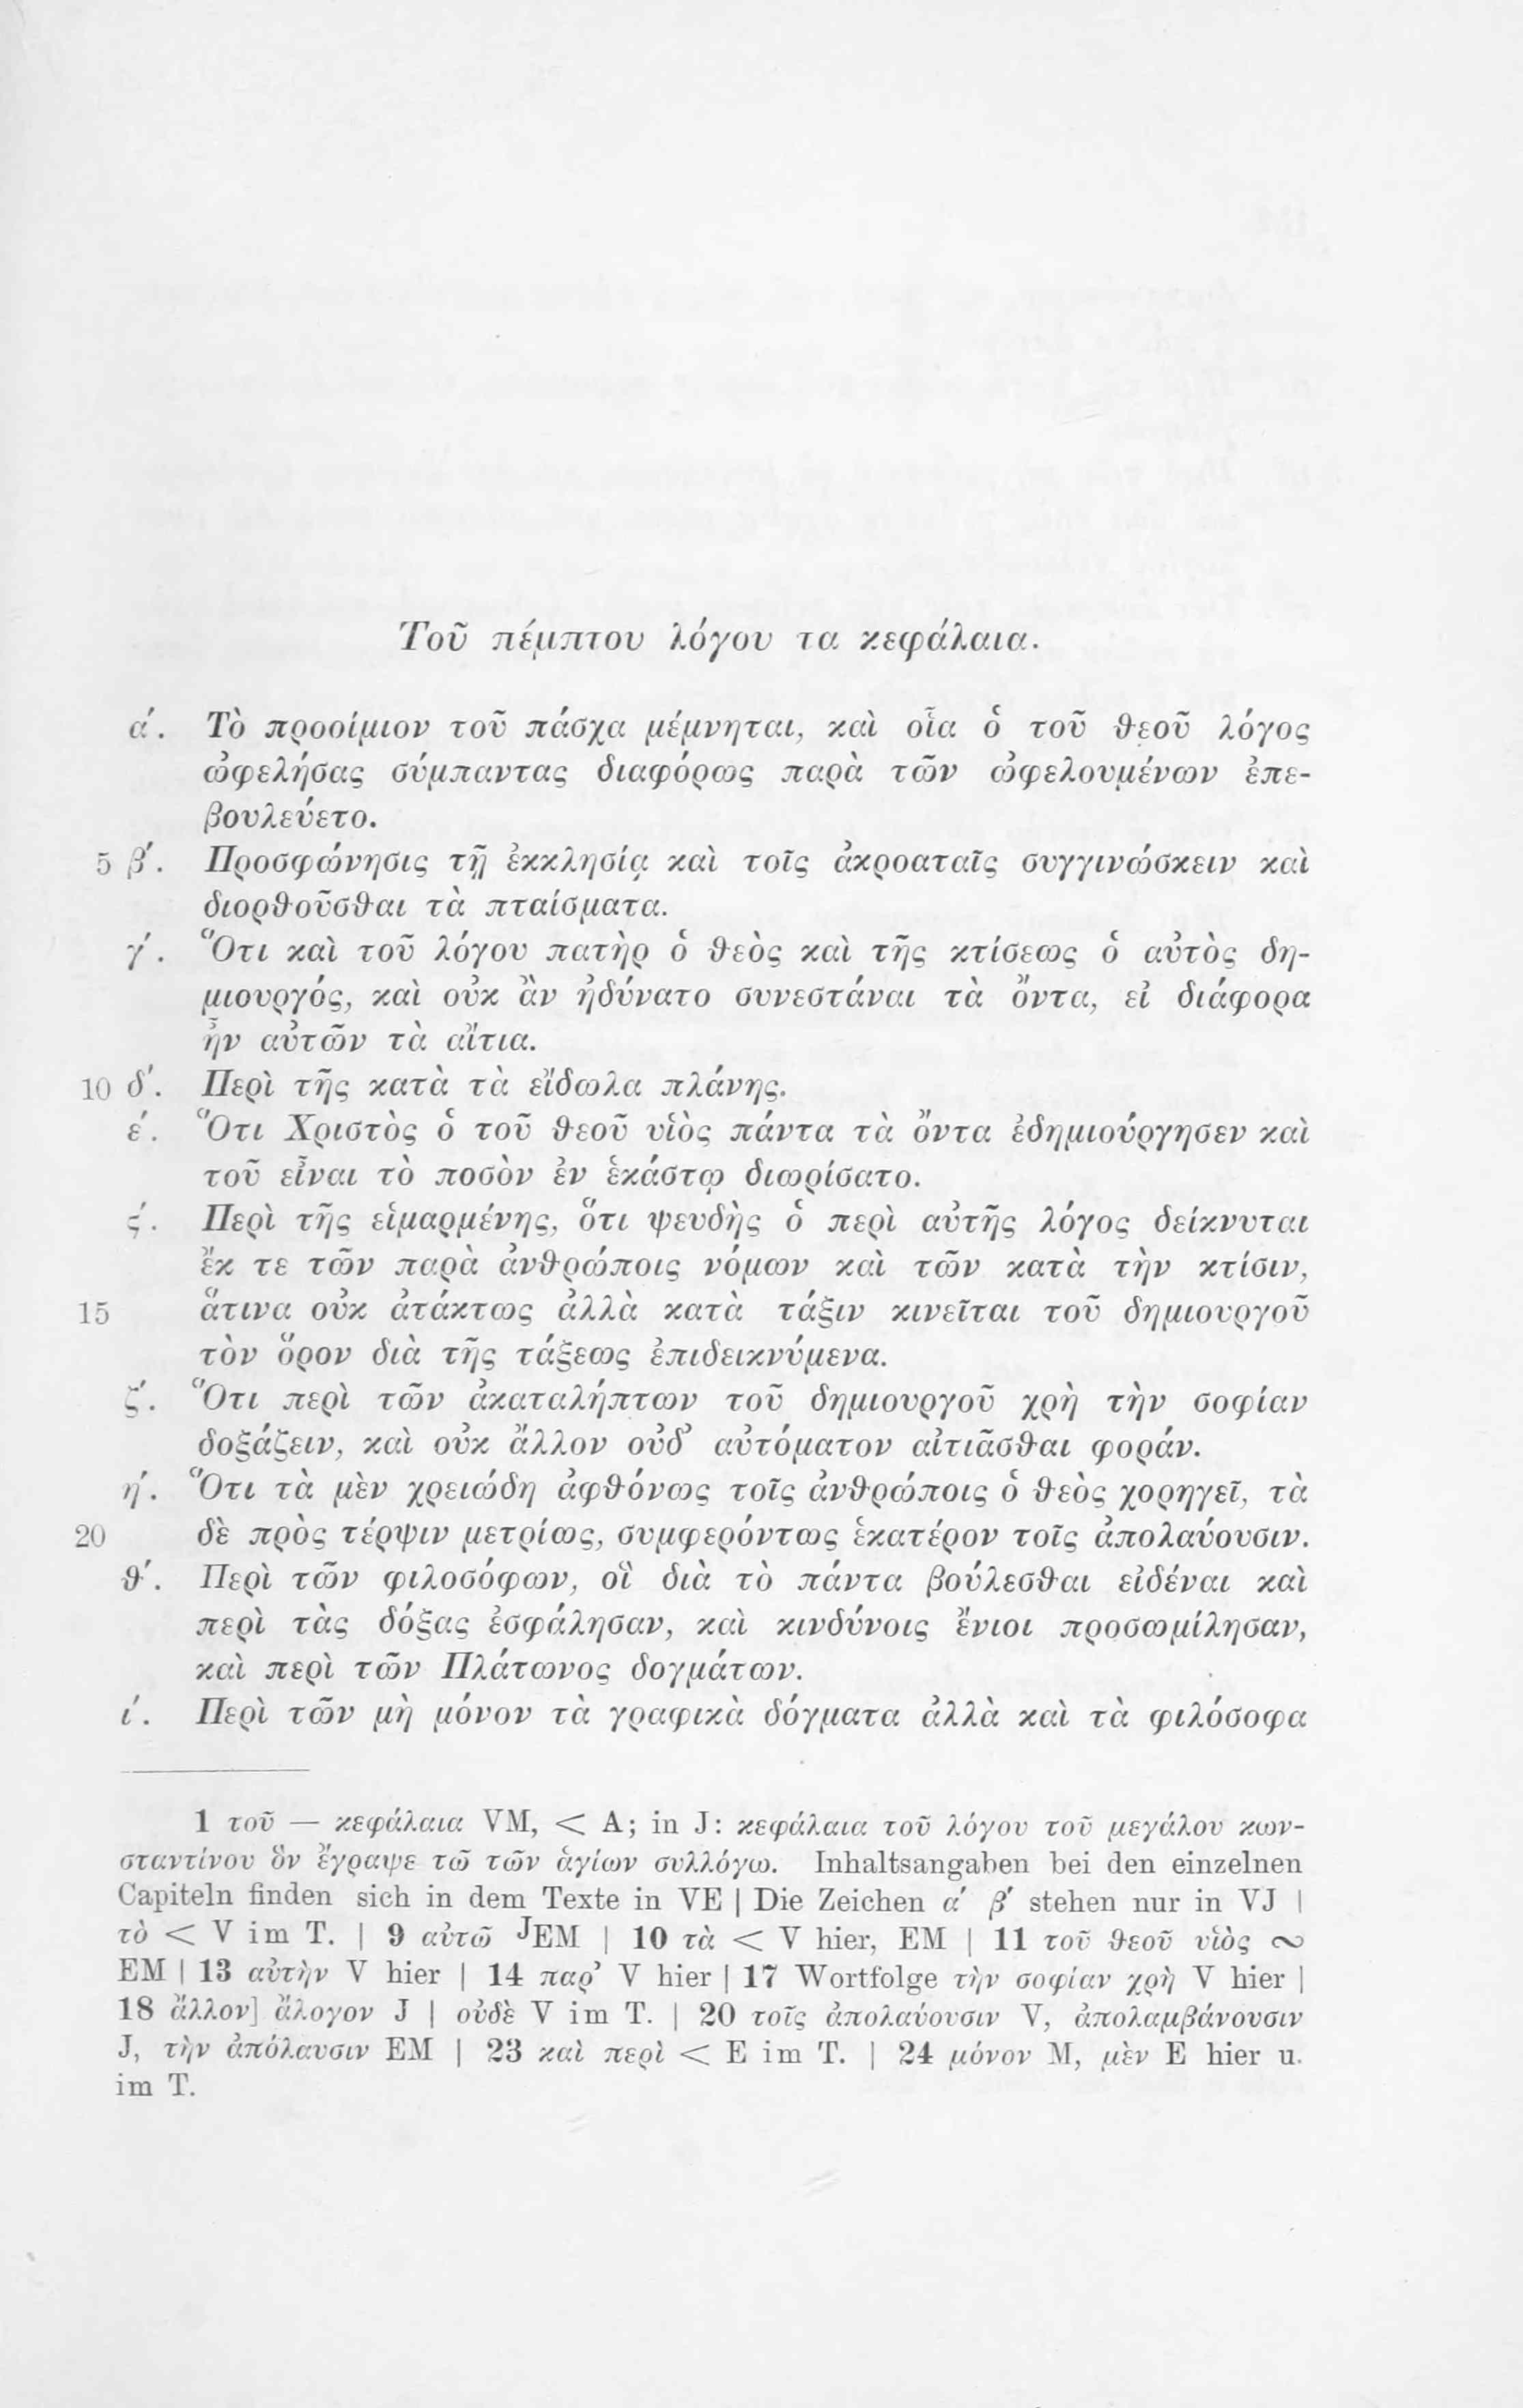 Τοῦ πέμπτου λόγου τα κεφάλαια.
α΄. Τὸ προοίμιον τοῦ πάσχα μέμνηται, καὶ οἷα ὁ τοῦ θεοῦ λόγος
ὠφελήσας σύμπαντας διαφόρως παρὰ τῶν ὠφελουμένων ἐπε-
βουλεύετο.
5 β΄. Προσφώνησις τῇ ἐκκλησίᾳ καὶ τοῖς ἀκροαταῖς συγγινώσκειν καὶ
διορθοῦσθαι τὰ πταίσματα.
γ΄. Ὅτι καὶ τοῦ λόγου πατὴρ ὁ θεὸς καὶ τῆς κτίσεως ὁ αὐτὸς δη-
μιουργός, καὶ οὐκ ἂν ἠδύνατο συνεστάναι τὰ ὄντα, εἰ διάφορα
ἦν αὐτῶν τὰ αἴτια.
10 δ΄. Περὶ τῆς κατὰ τὰ εἴδωλα πλάνης.
ε΄. Ὅτι Χριστὸς ὁ τοῦ θεοῦ υἱὸς πάντα τὰ ὄντα ἐδημιούργησεν καὶ
τοῦ εἶναι τὸ ποσὸν ἐν ἑκάστῳ διωρίσατο.
ϛ΄. Περὶ τῆς εἱμαρμένης, ὅτι ψευδὴς ὁ περὶ αὐτῆς λόγος δείκνυται
ἔκ τε τῶν παρὰ ἀνθρώποις νόμων καὶ τῶν κατὰ τὴν κτίσιν,
15 ἅτινα οὐκ ἀτάκτως ἀλλὰ κατὰ τάξιν κινεῖται τοῦ δημιουργοῦ
τὸν ὅρον διὰ τῆς τάξεως ἐπιδεικνύμενα.
ζ΄. Ὅτι περὶ τῶν ἀκαταλήπτων τοῦ δημιουργοῦ χρὴ τὴν σοφίαν
δοξάζειν, καὶ οὐκ ἄλλον οὐδ’ αὐτόματον αἰτιᾶσθαι φοράν.
η΄. Ὅτι τὰ μὲν χρειώδη ἀφθόνως τοῖς ἀνθρώποις ὁ θεὸς χορηγεῖ, τὰ
20 δὲ πρὸς τέρψιν μετρίως, συμφερόντως ἑκατέρον τοῖς ἀπολαύουσιν.
θ΄. Περὶ τῶν φιλοσόφων, οἳ διὰ τὸ πάντα βούλεσθαι εἰδέναι καὶ
περὶ τὰς δόξας ἐσφάλησαν, καὶ κινδύνοις ἔνιοι προσωμίλησαν,
καὶ περὶ τῶν Πλάτωνος δογμάτων.
ι΄. Περὶ τῶν μὴ μόνον τὰ γραφικὰ δόγματα ἀλλὰ καὶ τὰ φιλόσοφα
1 τοῦ — κεφάλαια VM, < A; in J: κεφάλαια τοῦ λόγου τοῦ μεγάλου κων-
σταντίνου ὃν ἔγραψε τῶ τῶν ἁγίων συλλόγω. Inhaltsangaben bei den einzelnen
Capiteln finden sich in dem Texte in VE | Die Zeichen α΄ β΄ stehen nur in VJ |
τὸ < V im T. | 9 αὐτῶ JEM | 10 τὰ < V hier, EM | 11 τοῦ θεοῦ υἱὸς ∾
EM | 13 αὐτὴν V hier | 14 παρ’ V hier | 17 Wortfolge τὴν σοφίαν χρὴ V hier |
18 ἄλλον] ἄλογον J | οὐδὲ V im T. | 20 τοῖς ἀπολαύουσιν V, ἀπολαμβάνουσιν
J, τὴν ἀπόλαυσιν EM | 23 καὶ περὶ < E im T. | 24 μόνον M, μὲν E hier u.
im T.